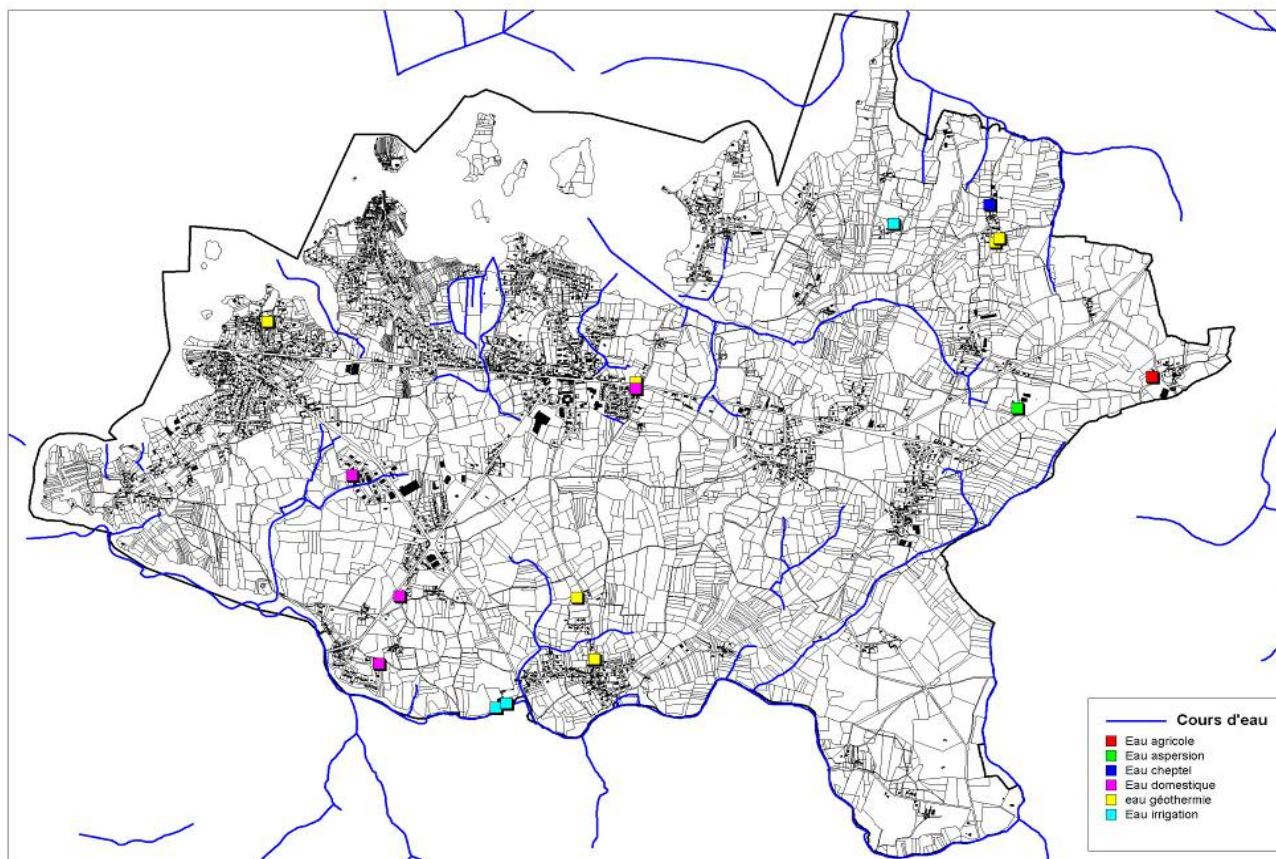 Cours d'eau
Eau agricole
Eau aspersion
Eau cheptel
Eau domestique
eau géothermie
Eau irrigation